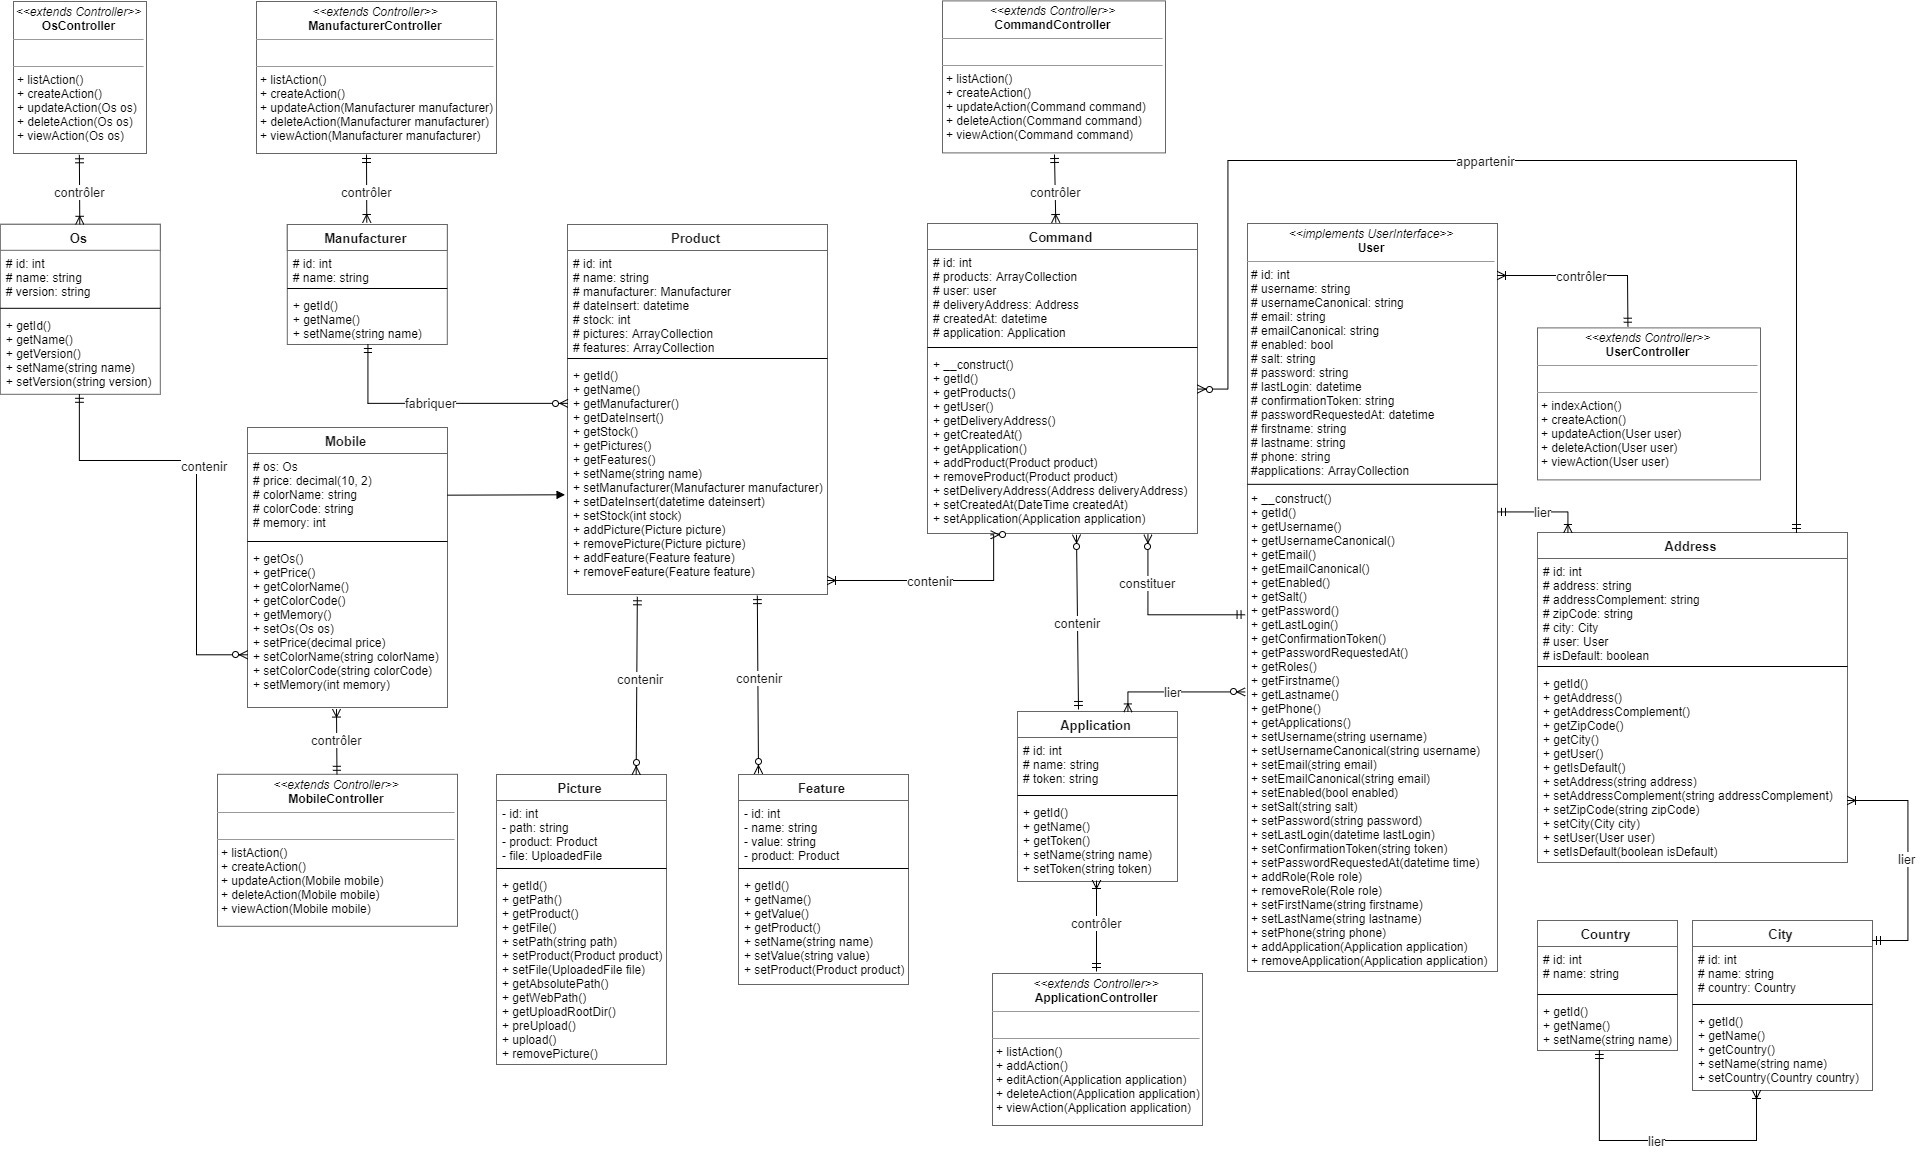 <<extends Controller>>
OsController
+ listAction()
+ createAction()
+ updateAction(Os os)
+ deleteAction(Os os)
+ viewAction(Os os)
<<extends Controller>>
ManufacturerController
+ listAction()
+ createAction()
+ updateAction(Manufacturer manufacturer)
+ deleteAction(Manufacturer manufacturer)
+ viewAction(Manufacturer manufacturer)
<<extends Controller>>
CommandController
+ listAction()
+ createAction()
+ updateAction(Command command)
+ deleteAction(Command command)
+ viewAction(Command command)
appartenir
contrôler
contrôler
contrôler
Os
# id: int
# name: string
# version: string
+ getId()
+ getName()
+ getVersion()
+ setName(string name)
+ setVersion(string version)
Manufacturer
# id: int
# name: string
+ getId()
+ getName()
+ setName(string name)
fabriquer
Product
# id: int
# name: string
# manufacturer: Manufacturer
# dateInsert: datetime
# stock: int
# pictures: ArrayCollection
# features: ArrayCollection
+ getId()
+ getName()
+ getManufacturer()
+ getDateInsert()
+ getStock()
+ getPictures()
+ getFeatures()
+ setName(string name)
+ setManufacturer(Manufacturer manufacturer)
+ setDateInsert(datetime dateinsert)
+ setStock(int stock)
+ addPicture(Picture picture)
+ removePicture(Picture picture)
+ addFeature(Feature feature)
+ removeFeature(Feature feature)
Command
# id: int
# products: ArrayCollection
# user: user
# deliveryAddress: Address
# createdAt: datetime
# application: Application
+ __construct()
+ getId()
+ getProducts()
+ getUser()
+ getDeliveryAddress()
+ getCreatedAt()
+ getApplication()
+ addProduct(Product product)
+ removeProduct(Product product)
+ setDeliveryAddress(Address deliveryAddress)
+ setCreatedAt(DateTime createdAt)
+ setApplication(Application application)
<<implements UserInterface>>
User
# id: int
# username: string
# usernameCanonical: string
# email: string
# emailCanonical: string
# enabled: bool
# salt: string
# password: string
# lastLogin: datetime
# confirmationToken: string
# passwordRequestedAt: datetime
# firstname: string
# lastname: string
# phone: string
#applications: ArrayCollection
+ __construct()
+ getId()
+ getUsername()
+ getUsernameCanonical()
+ getEmail()
+ getEmailCanonical()
+ getEnabled()
+ getSalt()
+ getPassword()
+ getLastLogin()
+ getConfirmationToken()
+ getPasswordRequestedAt()
+ getRoles()
+ getFirstname()
+ getLastname()
+ getPhone()
+ getApplications()
+ setUsername(string username)
+ setUsernameCanonical(string username)
+ setEmail(string email)
+ setEmailCanonical(string email)
+ setEnabled(bool enabled)
+ setSalt(string salt)
+ setPassword(string password)
+ setLastLogin(datetime lastLogin)
+ setConfirmationToken(string token)
+ setPasswordRequestedAt(datetime time)
+ addRole(Role role)
+ removeRole(Role role)
+ setFirstName(string firstname)
+ setLastName(string lastname)
+ setPhone(string phone)
+ addApplication(Application application)
+ removeApplication(Application application)
contrôler
<<extends Controller>>
UserController
+ indexAction()
+ createAction()
+ updateAction(User user)
+ deleteAction(User user)
+ viewAction(User user)
lier
Address
# id: int
# address: string
# addressComplement: string
# zipCode: string
# city: City
# user: User
# isDefault: boolean
+ getId()
+ getAddress()
+ getAddressComplement()
+ getZipCode()
+ getCity()
+ getUser()
+ getIsDefault()
+ setAddress(string address)
+ setAddressComplement(string addressComplement)
+ setZipCode(string zipCode)
+ setCity(City city)
+ setUser(User user)
+ setIsDefault(boolean isDefault)
contenir
Mobile
# os: Os
# price: decimal(10, 2)
# colorName: string
# colorCode: string
# memory: int
+ getOs()
+ getPrice()
+ getColorName()
+ getColorCode()
+ getMemory()
+ setOs(Os os)
+ setPrice(decimal price)
+ setColorName(string colorName)
+ setColorCode(string colorCode)
+ setMemory(int memory)
contrôler
<<extends Controller>>
MobileController
+ listAction()
+ createAction()
+ updateAction(Mobile mobile)
+ deleteAction(Mobile mobile)
+ viewAction(Mobile mobile)
contenir
constituer
contenir
contenir
contenir
lier
Picture
- id: int
- path: string
- product: Product
- file: UploadedFile
+ getId()
+ getPath()
+ getProduct()
+ getFile()
+ setPath(string path)
+ setProduct(Product product)
+ setFile(UploadedFile file)
+ getAbsolutePath()
+ getWebPath()
+ getUploadRootDir()
+ preUpload()
+ upload()
+ removePicture()
Feature
- id: int
- name: string
- value: string
- product: Product
+ getId()
+ getName()
+ getValue()
+ getProduct()
+ setName(string name)
+ setValue(string value)
+ setProduct(Product product)
Application
# id: int
# name: string
# token: string
+ getId()
+ getName()
+ getToken()
+ setName(string name)
+ setToken(string token)
contrôler
<<extends Controller>>
ApplicationController
+ listAction()
+ addAction()
+ editAction(Application application)
+ deleteAction(Application application)
+ viewAction(Application application)
lier
Country
# id: int
# name: string
+ getId()
+ getName()
+ setName(string name)
City
# id: int
# name: string
# country: Country
+ getId()
+ getName()
+ getCountry()
+ setName(string name)
+ setCountry(Country country)
lier